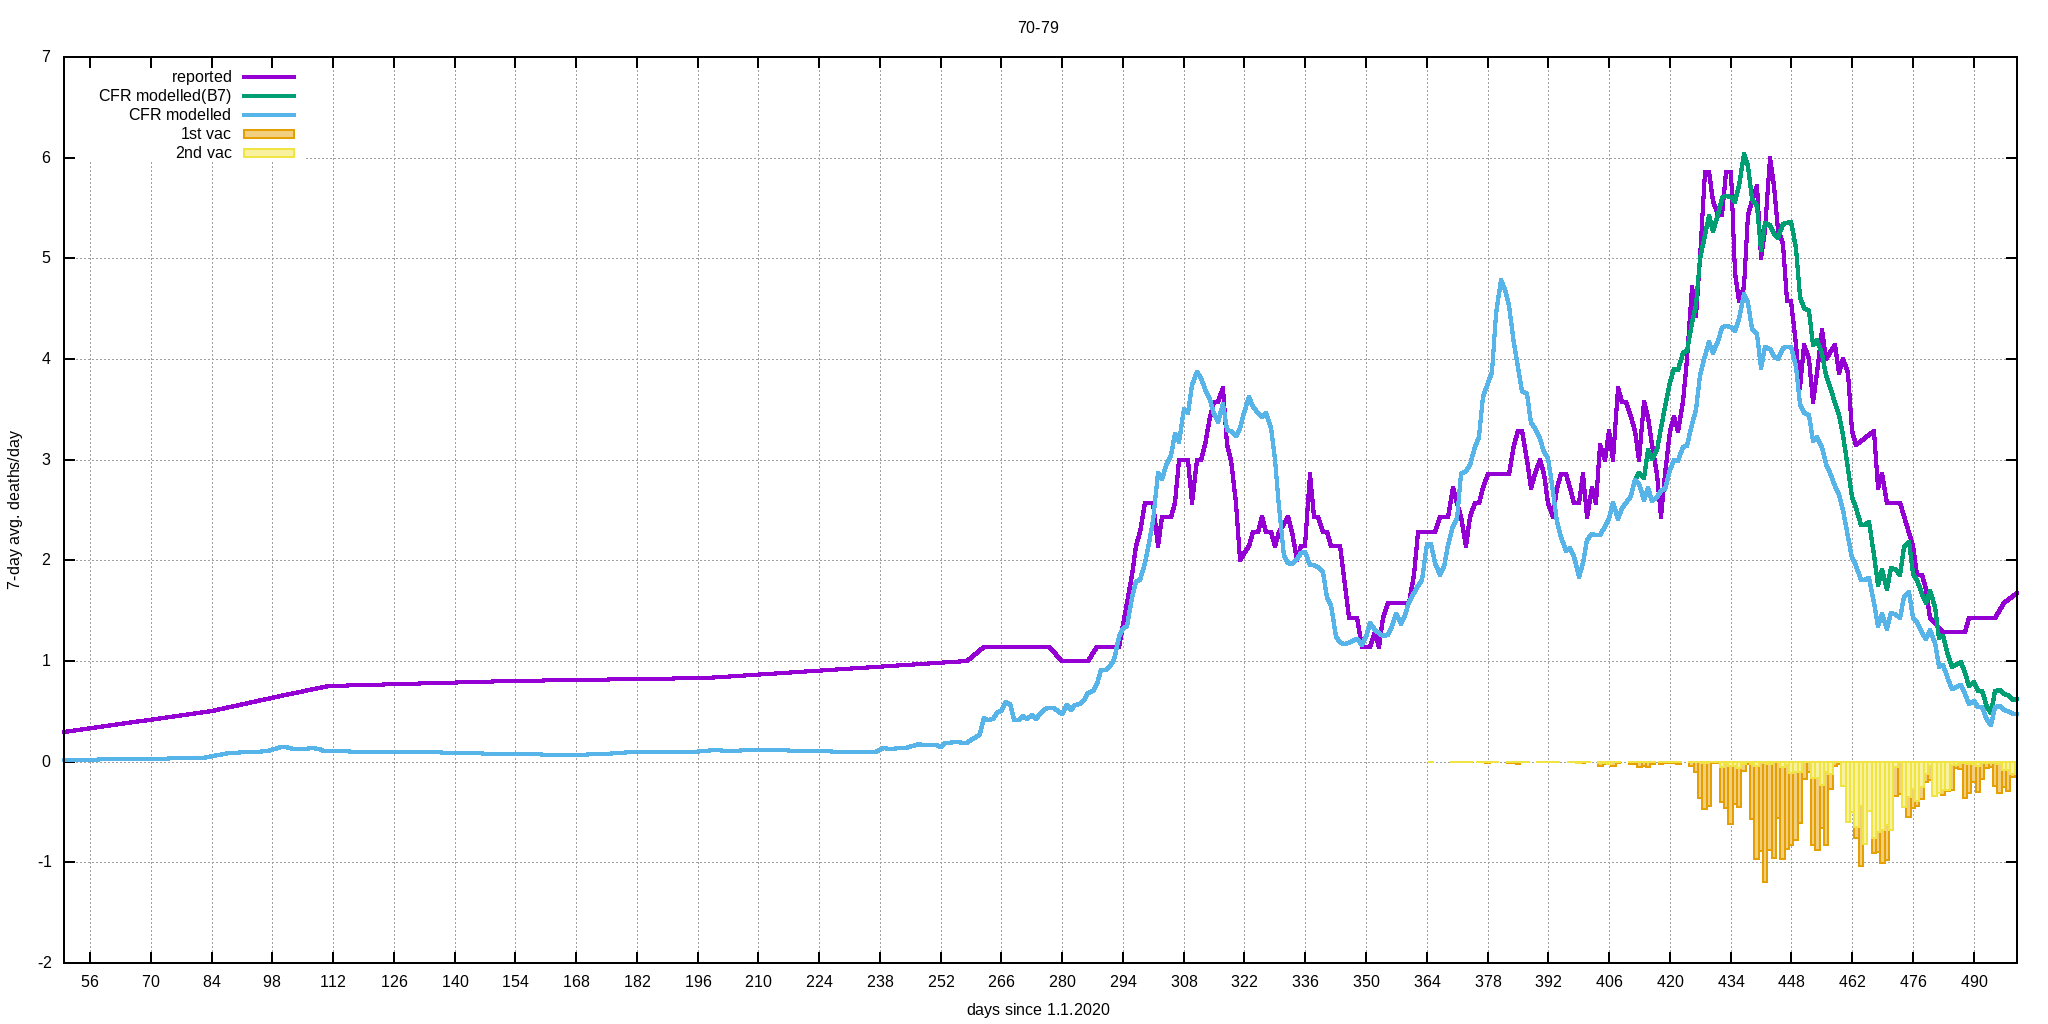 70-79
7
6
5
4
3
2
1
0
-1
-2
7-day avg. deaths/day
reported
CFR modelled(B7)
CFR modelled
1st vac
2nd vac
56 70 84 98 112 126 140 154 168 182 196 210 224 238 252 266 280 294 308 322 336 350 364 378 392 406 420 434 448 462 476 490
days since 1.1.2020